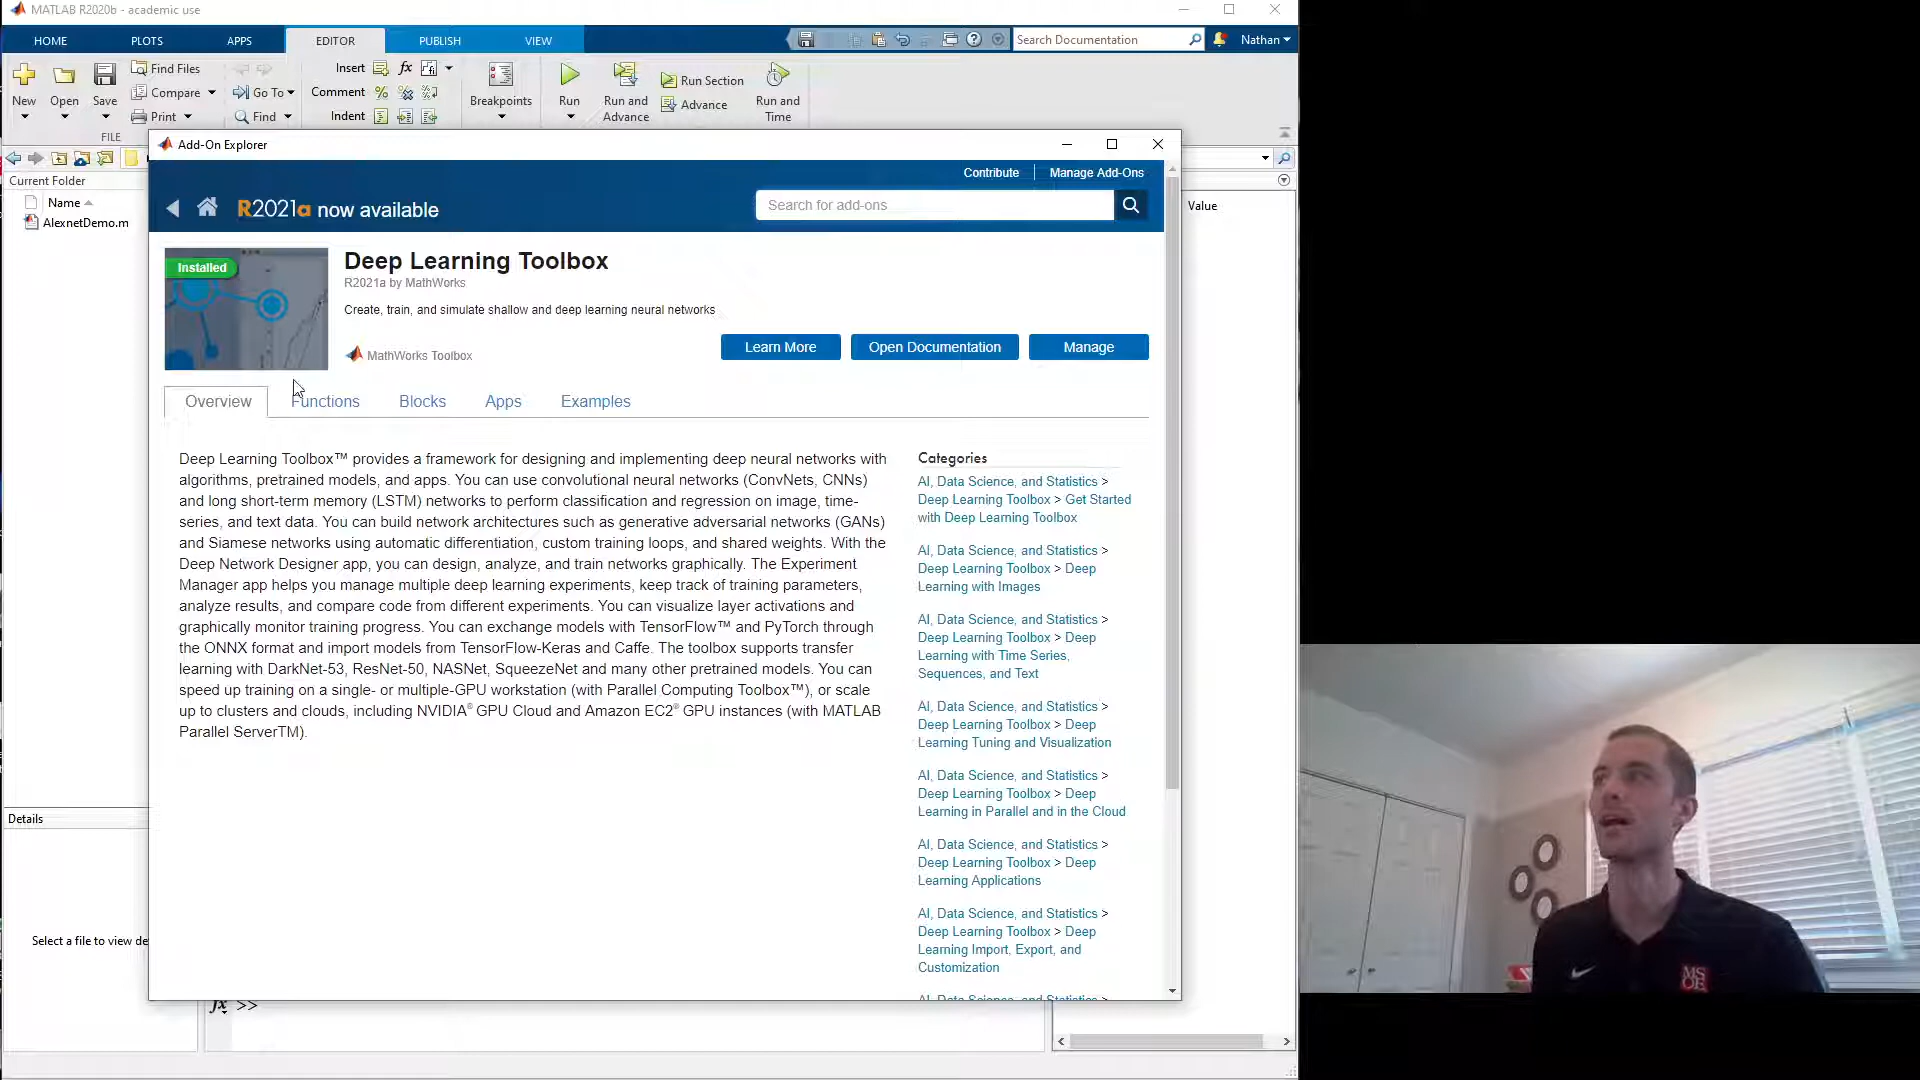 MATLAB R2020b - academic use
HOME PLOTS APPS EDITOR PUBLISH VIEW
Search Documentation
Nathan
New
Open
Save
Find Files
Compare
Print
Go To
Find
FILE
Insert
Comment
Indent
Breakpoints
Run
Run and Advance
Run Section
Advance
Run and Time
Current Folder
Name
AlexnetDemo.m
Value
Details
Select a file to view de
fx >>
Add-On Explorer
Contribute
Manage Add-Ons
R2021a now available
Search for add-ons
Installed
Deep Learning Toolbox
R2021a by MathWorks
Create, train, and simulate shallow and deep learning neural networks
MathWorks Toolbox
Learn More
Open Documentation
Manage
Overview
Functions
Blocks
Apps
Examples
Deep Learning Toolbox™ provides a framework for designing and implementing deep neural networks with
algorithms, pretrained models, and apps. You can use convolutional neural networks (ConvNets, CNNs)
and long short-term memory (LSTM) networks to perform classification and regression on image, time-
series, and text data. You can build network architectures such as generative adversarial networks (GANs)
and Siamese networks using automatic differentiation, custom training loops, and shared weights. With the
Deep Network Designer app, you can design, analyze, and train networks graphically. The Experiment
Manager app helps you manage multiple deep learning experiments, keep track of training parameters,
analyze results, and compare code from different experiments. You can visualize layer activations and
graphically monitor training progress. You can exchange models with TensorFlow™ and PyTorch through
the ONNX format and import models from TensorFlow-Keras and Caffe. The toolbox supports transfer
learning with DarkNet-53, ResNet-50, NASNet, SqueezeNet and many other pretrained models. You can
speed up training on a single- or multiple-GPU workstation (with Parallel Computing Toolbox™), or scale
up to clusters and clouds, including NVIDIA® GPU Cloud and Amazon EC2® GPU instances (with MATLAB
Parallel ServerTM).
Categories
AI, Data Science, and Statistics >
Deep Learning Toolbox > Get Started
with Deep Learning Toolbox
AI, Data Science, and Statistics >
Deep Learning Toolbox > Deep
Learning with Images
AI, Data Science, and Statistics >
Deep Learning Toolbox > Deep
Learning with Time Series,
Sequences, and Text
AI, Data Science, and Statistics >
Deep Learning Toolbox > Deep
Learning Tuning and Visualization
AI, Data Science, and Statistics >
Deep Learning Toolbox > Deep
Learning in Parallel and in the Cloud
AI, Data Science, and Statistics >
Deep Learning Toolbox > Deep
Learning Applications
AI, Data Science, and Statistics >
Deep Learning Toolbox > Deep
Learning Import, Export, and
Customization
AI, Data Science, and Statistics >
MS
OE